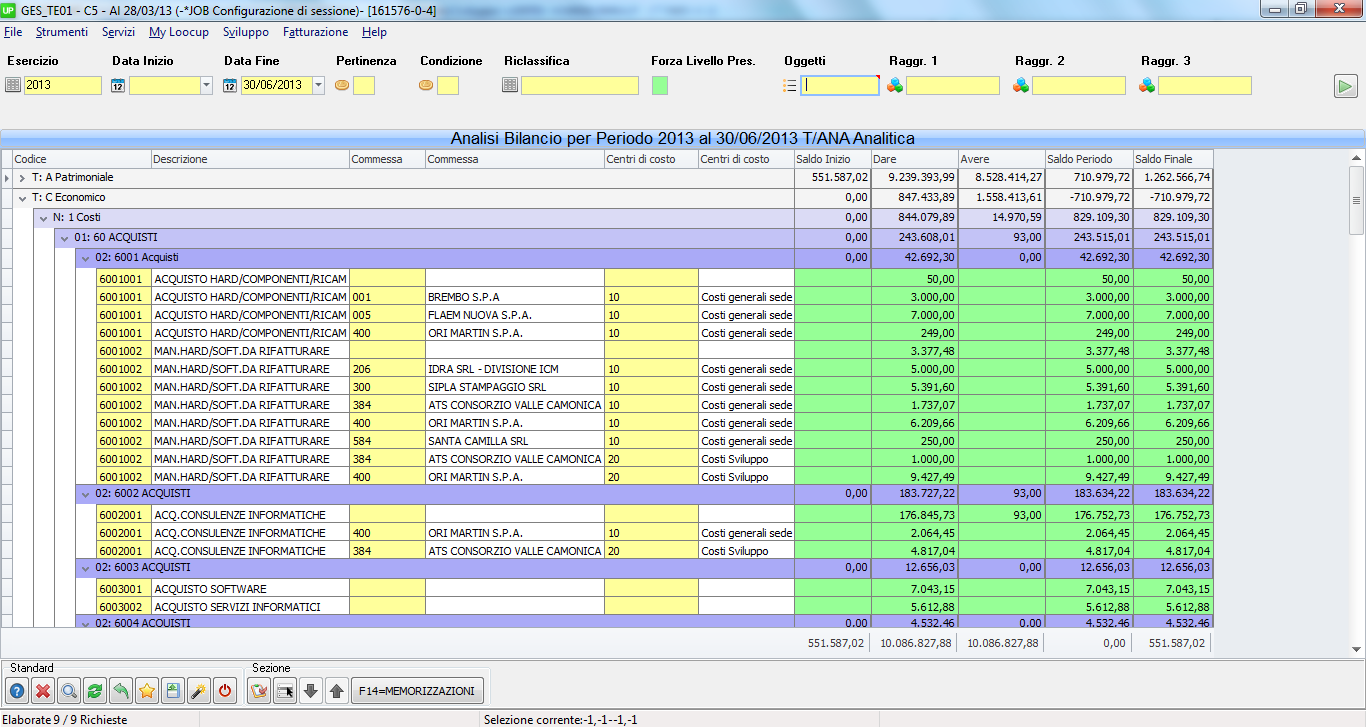 UP GES_TE01 - C5 - Al 28/03/13 (-*JOB Configurazione di sessione)- [161576-0-4]
File Strumenti Servizi My Loocup Sviluppo Fatturazione Help
Esercizio Data Inizio Data Fine Pertinenza Condizione Riclassifica Forza Livello Pres. Oggetti Raggr. 1 Raggr. 2 Raggr. 3
2013 12 12 30/06/2013
Analisi Bilancio per Periodo 2013 al 30/06/2013 T/ANA Analitica
Codice Descrizione Commessa Commessa Centri di costo Centri di costo Saldo Inizio Dare Avere Saldo Periodo Saldo Finale
T: A Patrimoniale 551.587,02 9.239.393,99 8.528.414,27 710.979,72 1.262.566,74
T: C Economico 0,00 847.433,89 1.558.413,61 -710.979,72 -710.979,72
N: 1 Costi 0,00 844.079,89 14.970,59 829.109,30 829.109,30
01: 60 ACQUISTI 0,00 243.608,01 93,00 243.515,01 243.515,01
02: 6001 Acquisti 0,00 42.692,30 0,00 42.692,30 42.692,30
6001001 ACQUISTO HARD/COMPONENTI/RICAM 50,00 50,00 50,00
6001001 ACQUISTO HARD/COMPONENTI/RICAM 001 BREMBO S.P.A 10 Costi generali sede 3.000,00 3.000,00 3.000,00
6001001 ACQUISTO HARD/COMPONENTI/RICAM 005 FLAEM NUOVA S.P.A. 10 Costi generali sede 7.000,00 7.000,00 7.000,00
6001001 ACQUISTO HARD/COMPONENTI/RICAM 400 ORI MARTIN S.P.A. 10 Costi generali sede 249,00 249,00 249,00
6001002 MAN.HARD/SOFT.DA RIFATTURARE 3.377,48 3.377,48 3.377,48
6001002 MAN.HARD/SOFT.DA RIFATTURARE 206 IDRA SRL - DIVISIONE ICM 10 Costi generali sede 5.000,00 5.000,00 5.000,00
6001002 MAN.HARD/SOFT.DA RIFATTURARE 300 SIPLA STAMPAGGIO SRL 10 Costi generali sede 5.391,60 5.391,60 5.391,60
6001002 MAN.HARD/SOFT.DA RIFATTURARE 384 ATS CONSORZIO VALLE CAMONICA 10 Costi generali sede 1.737,07 1.737,07 1.737,07
6001002 MAN.HARD/SOFT.DA RIFATTURARE 400 ORI MARTIN S.P.A. 10 Costi generali sede 6.209,66 6.209,66 6.209,66
6001002 MAN.HARD/SOFT.DA RIFATTURARE 584 SANTA CAMILLA SRL 10 Costi generali sede 250,00 250,00 250,00
6001002 MAN.HARD/SOFT.DA RIFATTURARE 384 ATS CONSORZIO VALLE CAMONICA 20 Costi Sviluppo 1.000,00 1.000,00 1.000,00
6001002 MAN.HARD/SOFT.DA RIFATTURARE 400 ORI MARTIN S.P.A. 20 Costi Sviluppo 9.427,49 9.427,49 9.427,49
02: 6002 ACQUISTI 0,00 183.727,22 93,00 183.634,22 183.634,22
6002001 ACQ.CONSULENZE INFORMATICHE 176.845,73 93,00 176.752,73 176.752,73
6002001 ACQ.CONSULENZE INFORMATICHE 400 ORI MARTIN S.P.A. 10 Costi generali sede 2.064,45 2.064,45 2.064,45
6002001 ACQ.CONSULENZE INFORMATICHE 384 ATS CONSORZIO VALLE CAMONICA 20 Costi Sviluppo 4.817,04 4.817,04 4.817,04
02: 6003 ACQUISTI 0,00 12.656,03 0,00 12.656,03 12.656,03
6003001 ACQUISTO SOFTWARE 7.043,15 7.043,15 7.043,15
6003002 ACQUISTO SERVIZI INFORMATICI 5.612,88 5.612,88 5.612,88
02: 6004 ACQUISTI 0,00 4.532,46 0,00 4.532,46 4.532,46
551.587,02 10.086.827,88 10.086.827,88 0,00 551.587,02
Standard Sezione
F14=MEMORIZZAZIONI
Elaborate 9 / 9 Richieste Selezione corrente:-1,-1--1,-1